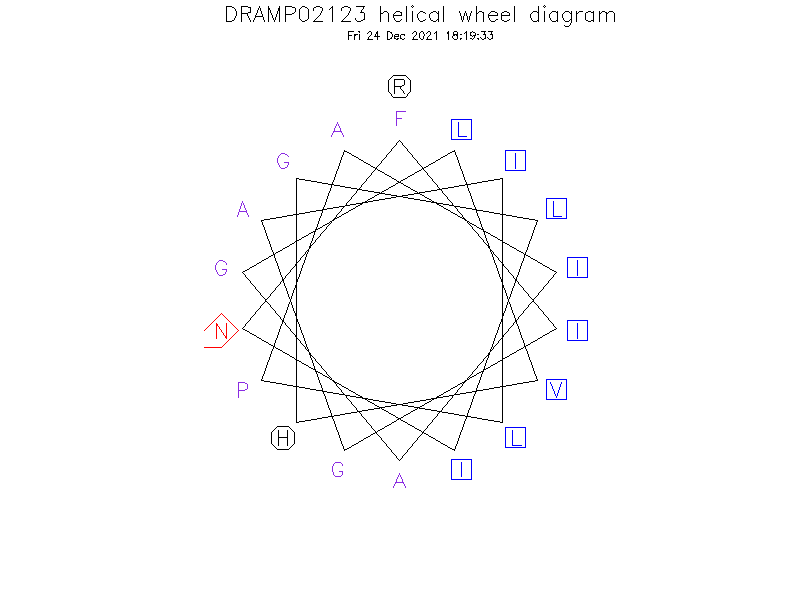 DRAMP02123 helical wheel diagram
Fri 24 Dec 2021 18:19:33
R
F
A L
G I
A L
G I
N I
P V
H L
G I
A